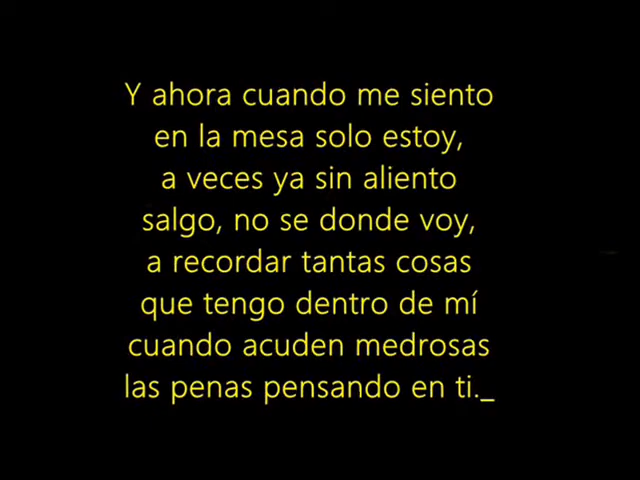 Y ahora cuando me siento
en la mesa solo estoy,
a veces ya sin aliento
salgo, no se donde voy,
a recordar tantas cosas
que tengo dentro de mí
cuando acuden medrosas
las penas pensando en ti._